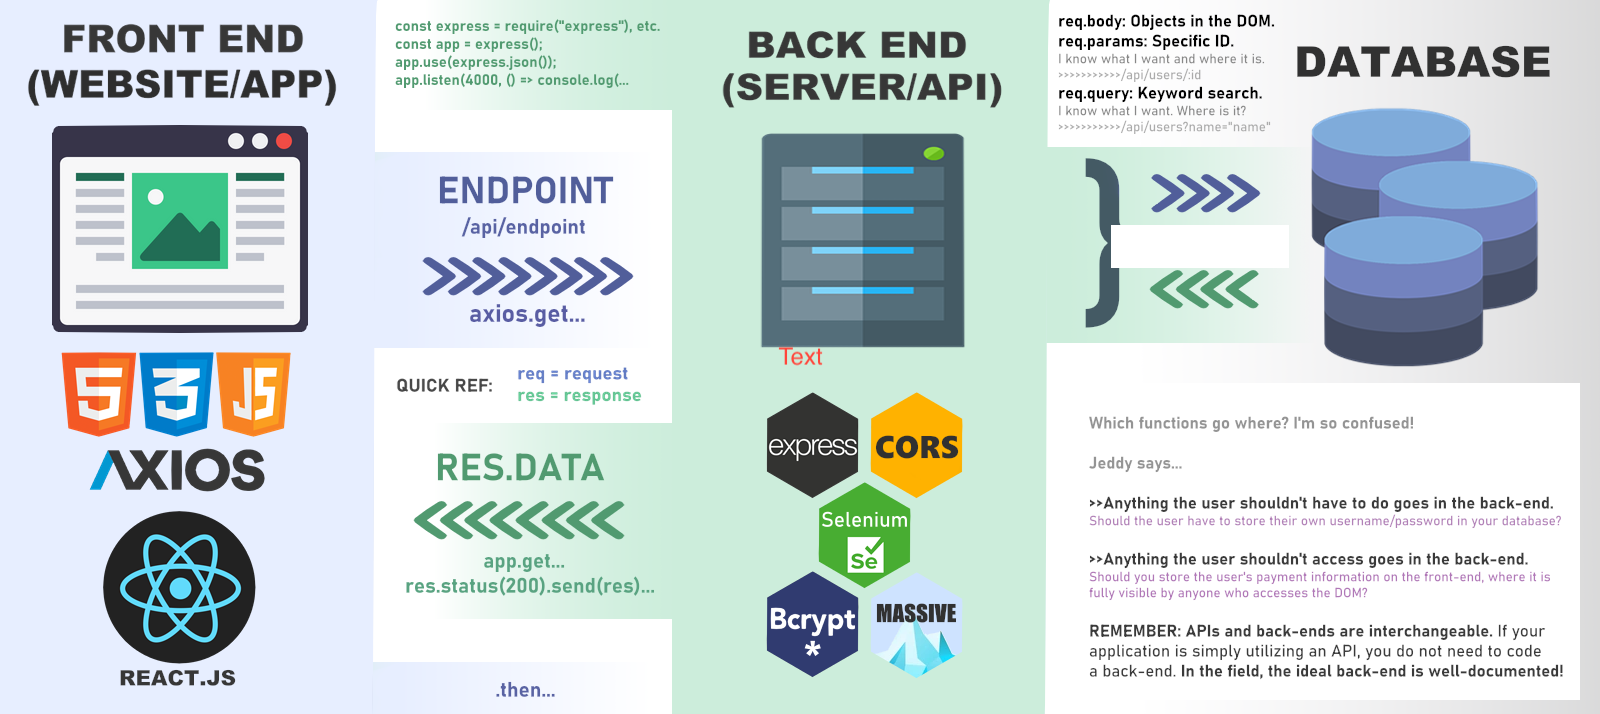 FRONT END
(WEBSITE/APP)
5
3
JS
AXIOS
REACT.JS
const express = require("express"), etc.
const app = express();
app.use(express.json());
app.listen(4000, () => console.log(...
ENDPOINT
/api/endpoint
axios.get...
QUICK REF:
req = request
res = response
RES.DATA
app.get...
res.status(200).send(res)...
.then...
BACK END
(SERVER/API)
Text
express
CORS
Selenium
Se
Bcrypt
*
MASSIVE
req.body: Objects in the DOM.
req.params: Specific ID.
I know what I want and where it is.
>>>>>>>>>>>/api/users/:id
req.query: Keyword search.
I know what I want. Where is it?
>>>>>>>>>>>/api/users?name="name"
}
DATABASE
Which functions go where? I'm so confused!
Jeddy says...
>>Anything the user shouldn't have to do goes in the back-end.
Should the user have to store their own username/password in your database?
>>Anything the user shouldn't access goes in the back-end.
Should you store the user's payment information on the front-end, where it is
fully visible by anyone who accesses the DOM?
REMEMBER: APIs and back-ends are interchangeable. If your
application is simply utilizing an API, you do not need to code
a back-end. In the field, the ideal back-end is well-documented!